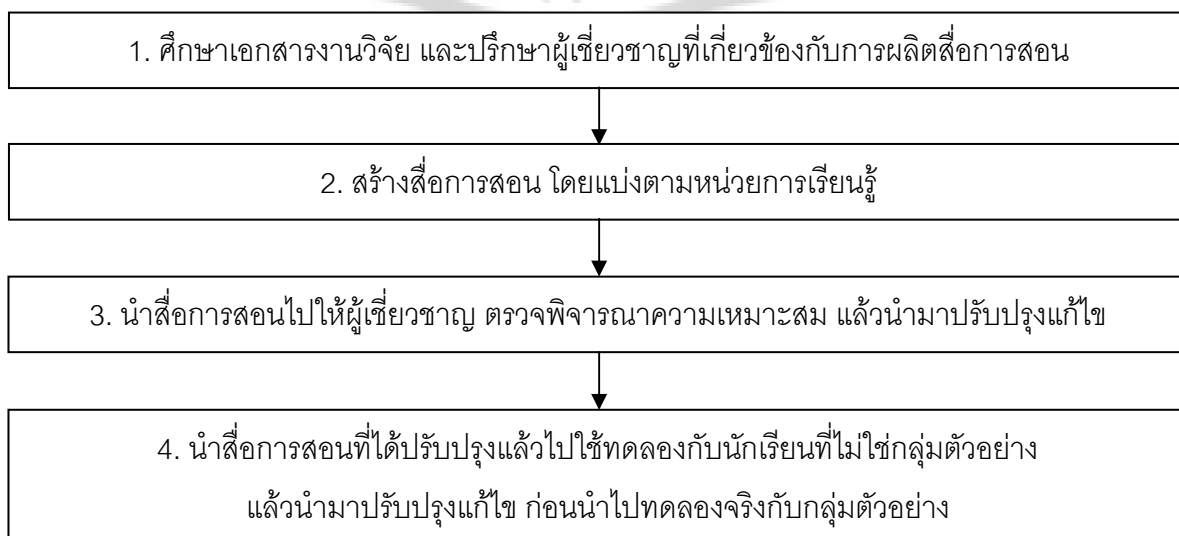 1. ศึกษาเอกสารงานวิจัย และปรึกษาผู้เชี่ยวชาญที่เกี่ยวข้องกับการผลิตสื่อการสอน
2. สร้างสื่อการสอน โดยแบ่งตามหน่วยการเรียนรู้
3. นำสื่อการสอนไปให้ผู้เชี่ยวชาญ ตรวจพิจารณาความเหมาะสม แล้วนำมาปรับปรุงแก้ไข
4. นำสื่อการสอนที่ได้ปรับปรุงแล้วไปใช้ทดลองกับนักเรียนที่ไม่ใช่กลุ่มตัวอย่าง
แล้วนำมาปรับปรุงแก้ไข ก่อนนำไปทดลองจริงกับกลุ่มตัวอย่าง